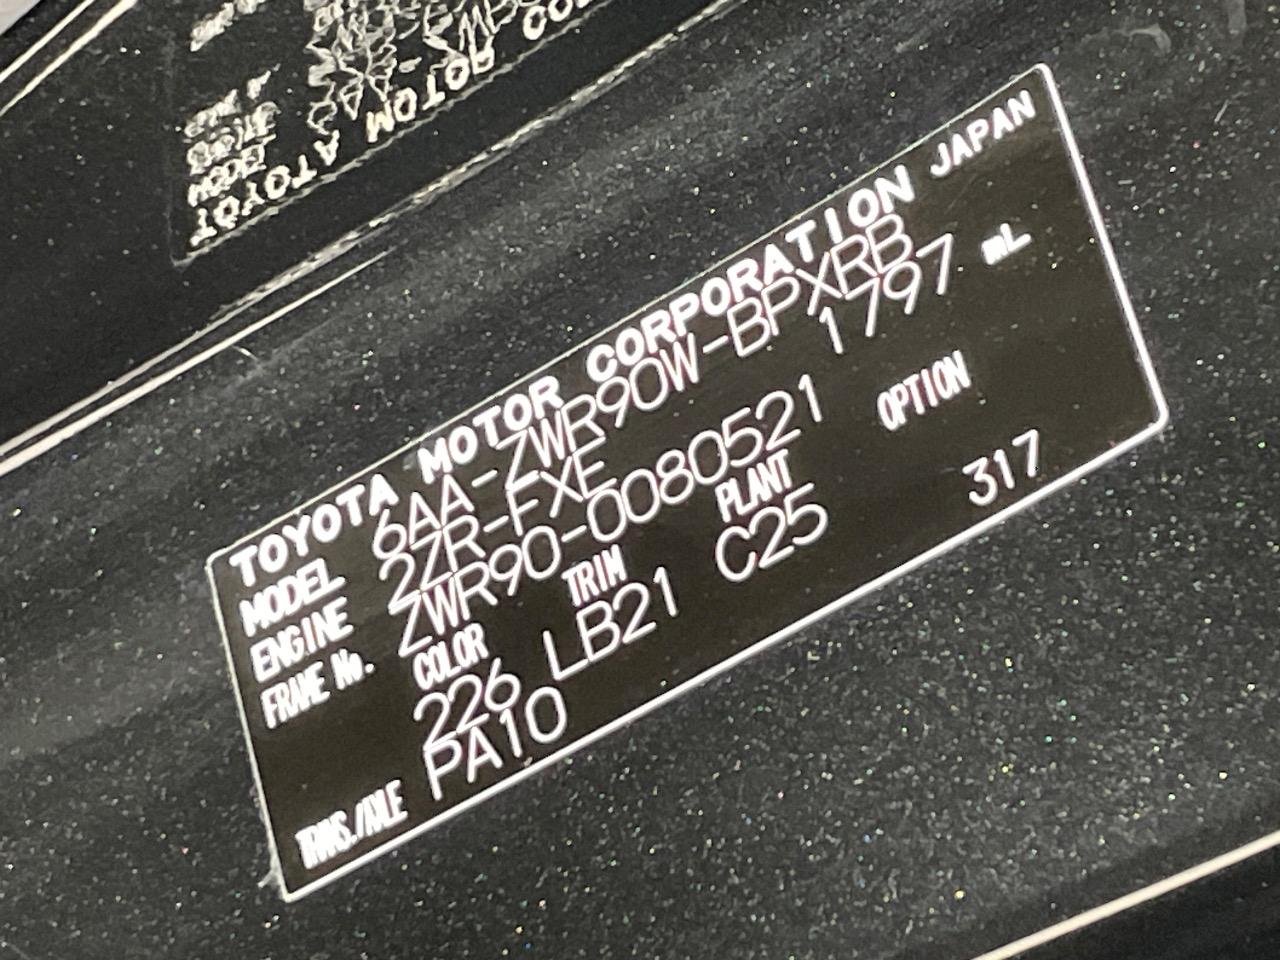 TOYOTA MOTOR CORPORATION JAPAN
MODEL 6AA-ZWR90W-BPXRB
ENGINE 2ZR-FXE 1797 mL
FRAME No. ZWR90-0080521
COLOR TRIM PLANT OPTION
226 LB21 C25 317
TRANS./AXLE PA10